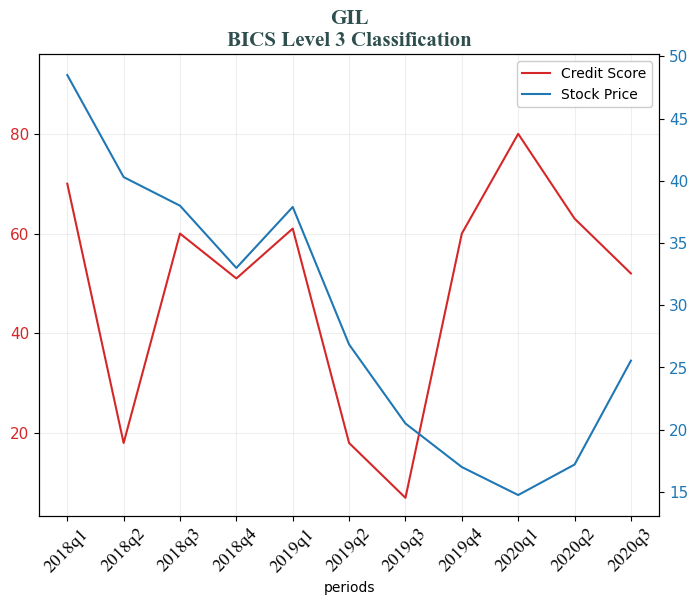 GIL
BICS Level 3 Classification
Credit Score
Stock Price
80
60
40
20
50
45
40
35
30
25
20
15
2018q1
2018q2
2018q3
2018q4
2019q1
2019q2
2019q3
2019q4
2020q1
2020q2
2020q3
periods